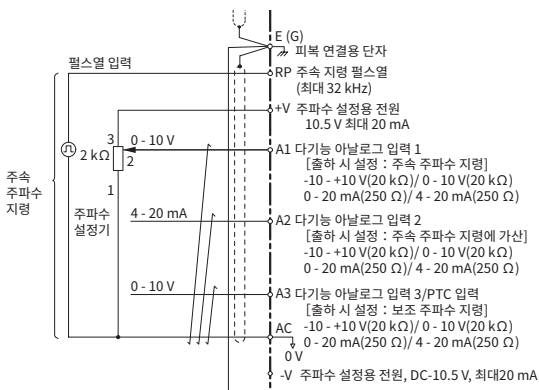 E (G)
피복 연결용 단자
펄스열 입력
RP 주속 지령 펄스열
(최대 32 kHz)
+V 주파수 설정용 전원
10.5 V 최대 20 mA
3
0 - 10 V
2 kΩ
2
1
A1 다기능 아날로그 입력 1
[출하 시 설정 : 주속 주파수 지령]
-10 - +10 V(20 kΩ)/ 0 - 10 V(20 kΩ)
0 - 20 mA(250 Ω)/ 4 - 20 mA(250 Ω)
주속
주파수
지령
주파수
설정기
4 - 20 mA
A2 다기능 아날로그 입력 2
[출하 시 설정 : 주속 주파수 지령에 가산]
-10 - +10 V(20 kΩ)/ 0 - 10 V(20 kΩ)
0 - 20 mA(250 Ω)/ 4 - 20 mA(250 Ω)
0 - 10 V
A3 다기능 아날로그 입력 3/PTC 입력
[출하 시 설정 : 보조 주파수 지령]
-10 - +10 V(20 kΩ)/ 0 - 10 V(20 kΩ)
0 - 20 mA(250 Ω)/ 4 - 20 mA(250 Ω)
AC
0 V
-V 주파수 설정용 전원, DC-10.5 V, 최대20 mA